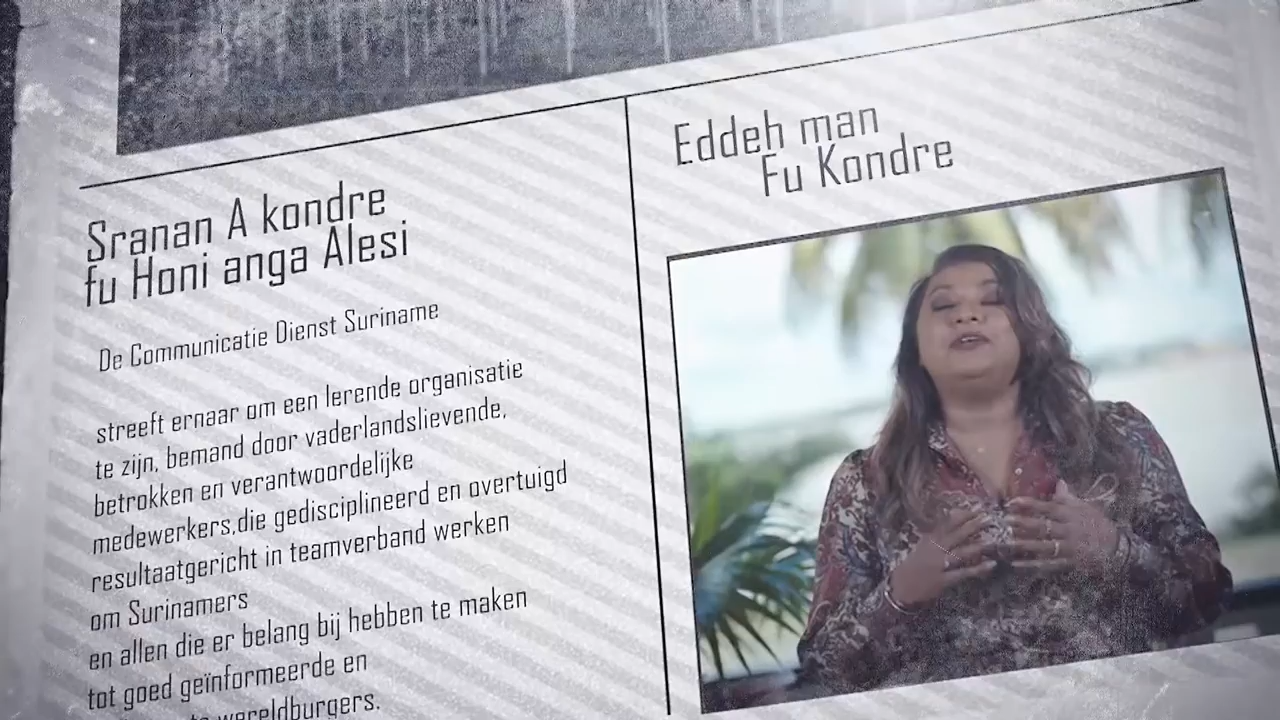 Sranan A kondre
fu Honi anga Alesi
De Communicatie Dienst Suriname
streeft ernaar om een lerende organisatie
te zijn, bemand door vaderlandslievende,
betrokken en verantwoordelijke
medewerkers,die gedisciplineerd en overtuigd
resultaatgericht in teamverband werken
om Surinamers
en allen die er belang bij hebben te maken
tot goed geïnformeerde en
wereldburgers.
Eddeh man
Fu Kondre